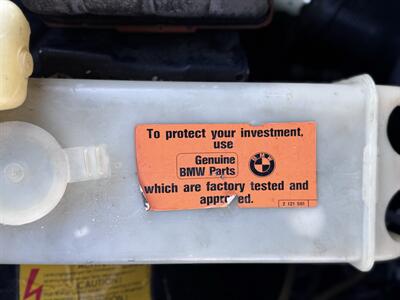 To protect your investment,
use
Genuine
BMW Parts
which are factory tested and
approved.